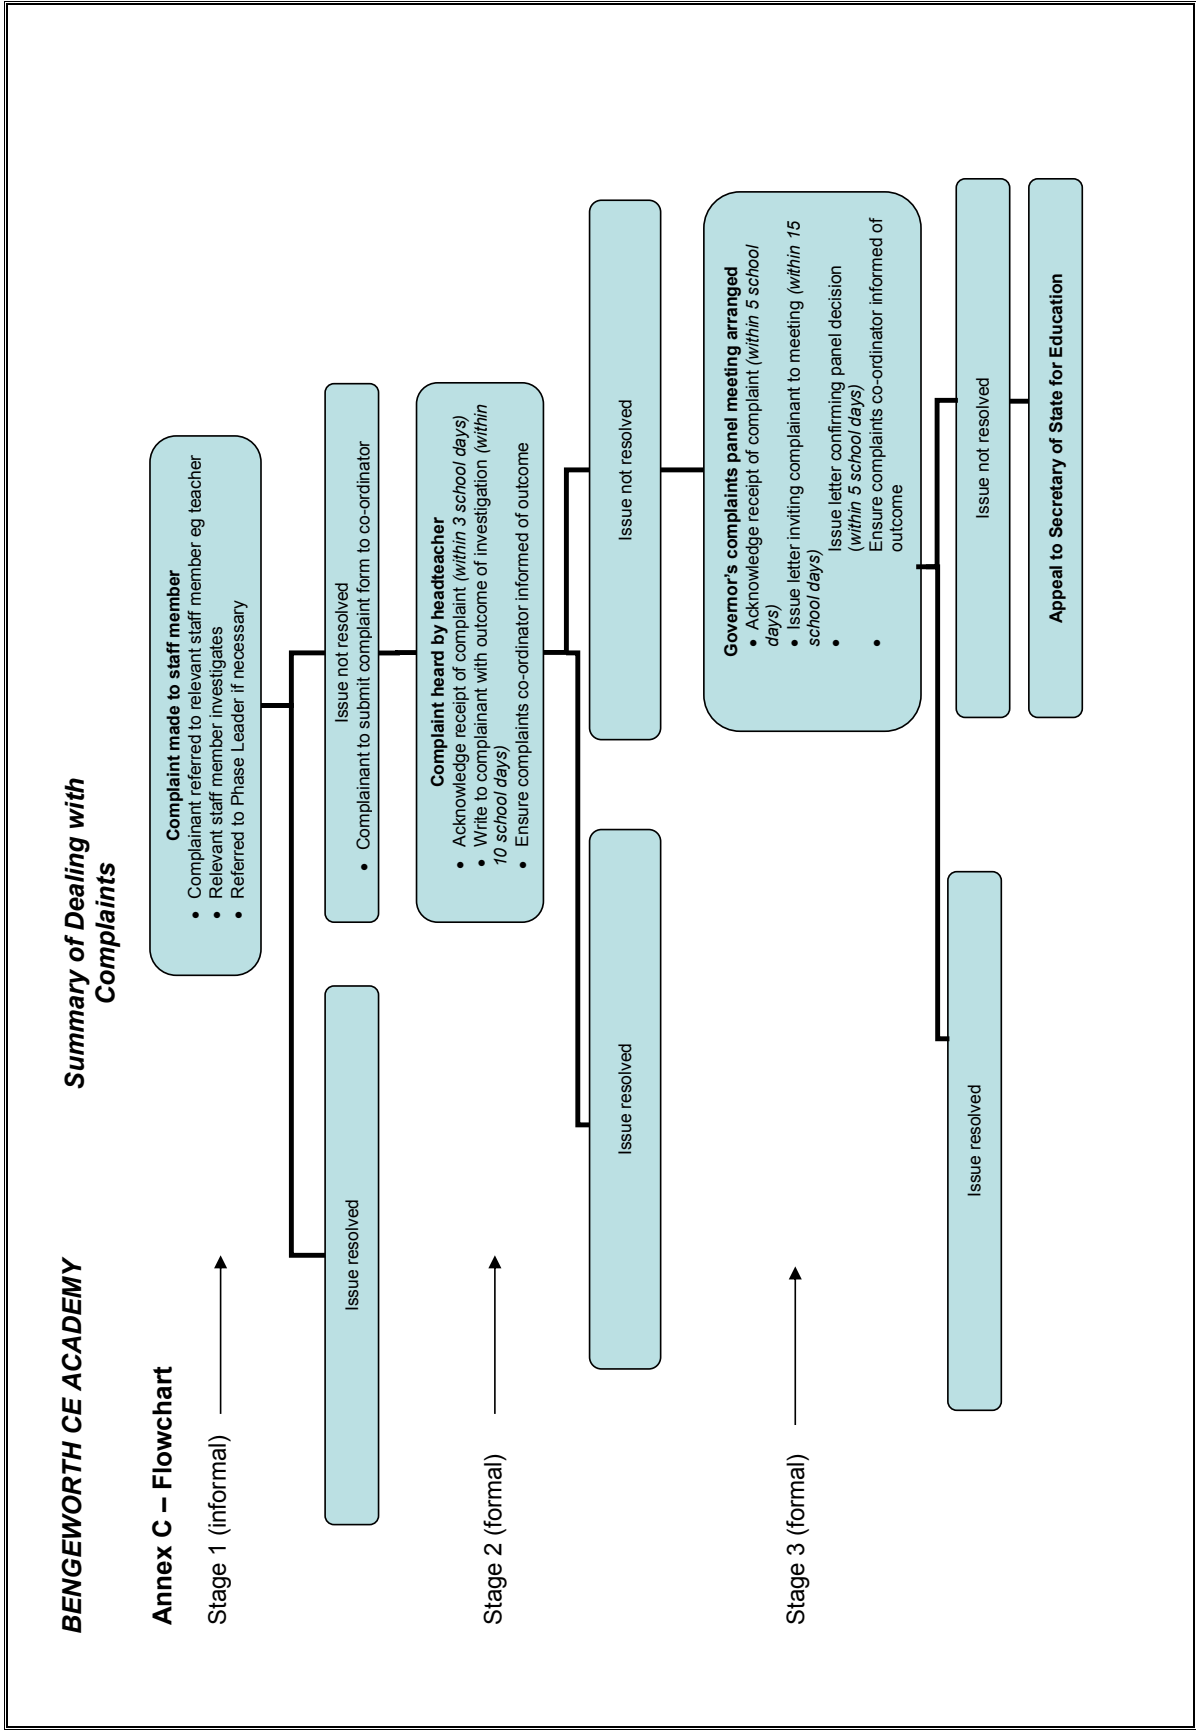 BENGEWORTH CE ACADEMY
Summary of Dealing with
Complaints
Annex C – Flowchart
Stage 1 (informal)
Complaint made to staff member
• Complainant referred to relevant staff member eg teacher
• Relevant staff member investigates
• Referred to Phase Leader if necessary
Issue resolved
Issue not resolved
• Complainant to submit complaint form to co-ordinator
Stage 2 (formal)
Complaint heard by headteacher
• Acknowledge receipt of complaint (within 3 school days)
• Write to complainant with outcome of investigation (within
10 school days)
• Ensure complaints co-ordinator informed of outcome
Issue resolved
Issue not resolved
Stage 3 (formal)
Governor's complaints panel meeting arranged
• Acknowledge receipt of complaint (within 5 school
days)
• Issue letter inviting complainant to meeting (within 15
school days)
• Issue letter confirming panel decision
(within 5 school days)
• Ensure complaints co-ordinator informed of
outcome
Issue resolved
Issue not resolved
Appeal to Secretary of State for Education